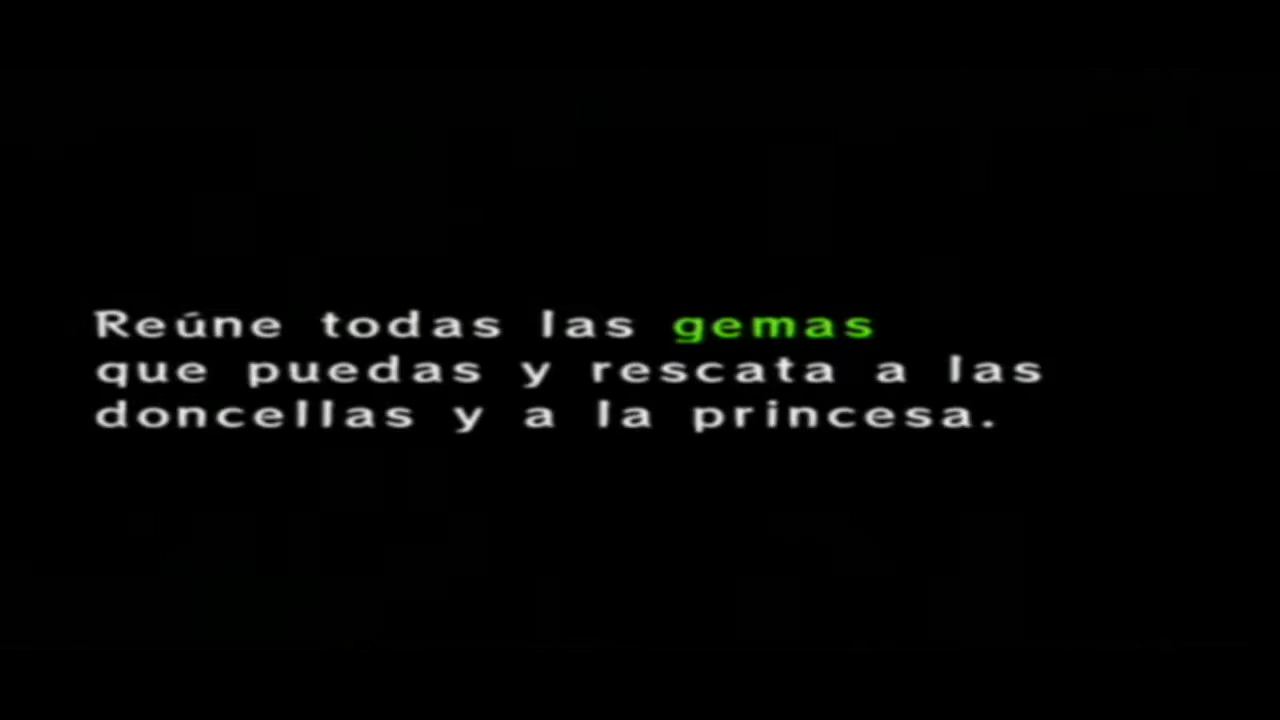 Reúne todas las gemas
que puedas y rescata a las
doncellas y a la princesa.